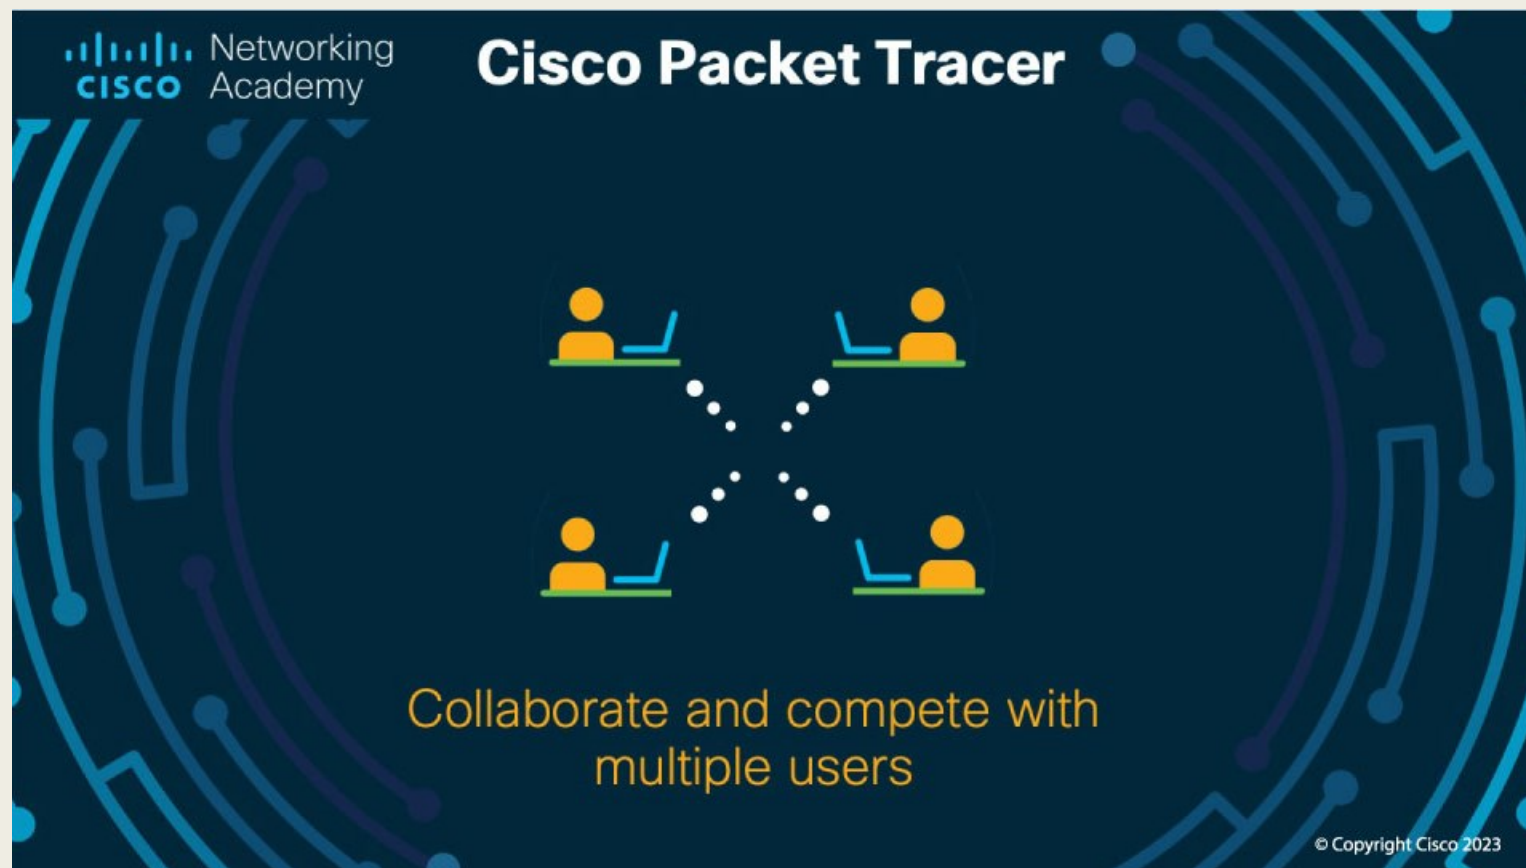 CISCO
Networking
Academy
Cisco Packet Tracer
Collaborate and compete with
multiple users
© Copyright Cisco 2023